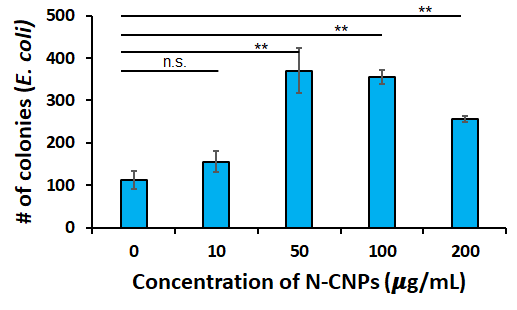 500
400
300
200
100
0
# of colonies (E. coli)
**
**
**
n.s.
0 10 50 100 200
Concentration of N-CNPs (𝝁g/mL)